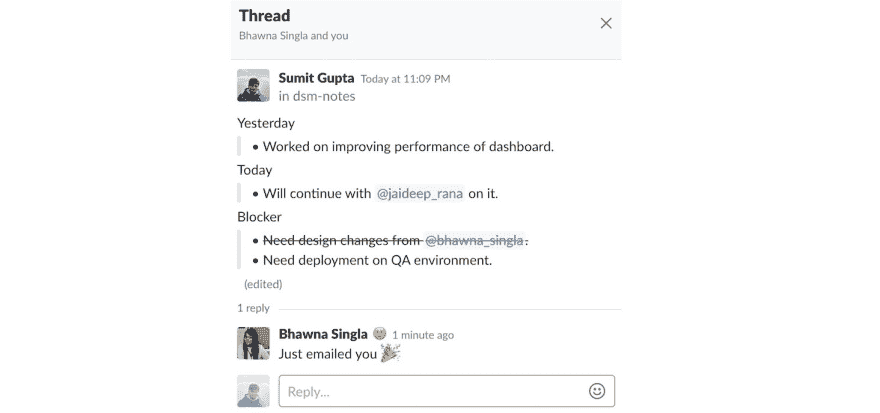 Thread
Bhawna Singla and you
Sumit Gupta Today at 11:09 PM
in dsm-notes
Yesterday
• Worked on improving performance of dashboard.
Today
• Will continue with @jaideep_rana on it.
Blocker
• Need design changes from @bhawna_singla.
• Need deployment on QA environment.
(edited)
1 reply
Bhawna Singla 1 minute ago
Just emailed you 🎉
Reply...